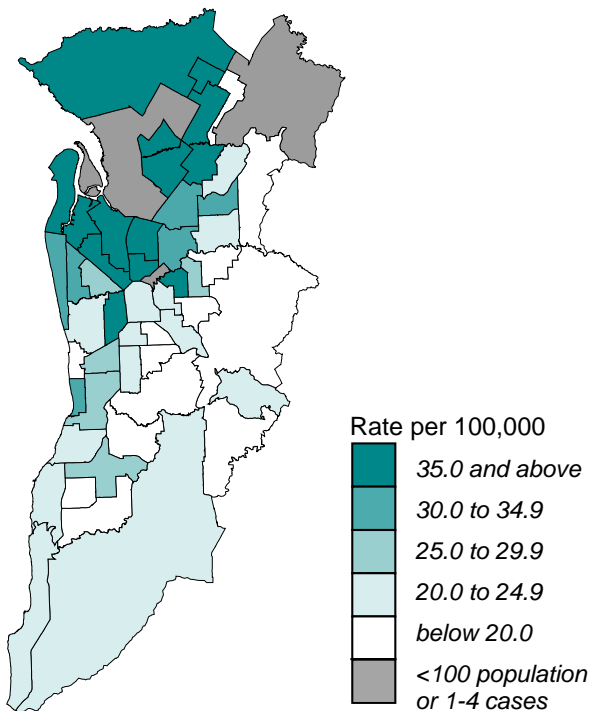 Rate per 100,000
35.0 and above
30.0 to 34.9
25.0 to 29.9
20.0 to 24.9
below 20.0
<100 population
or 1-4 cases